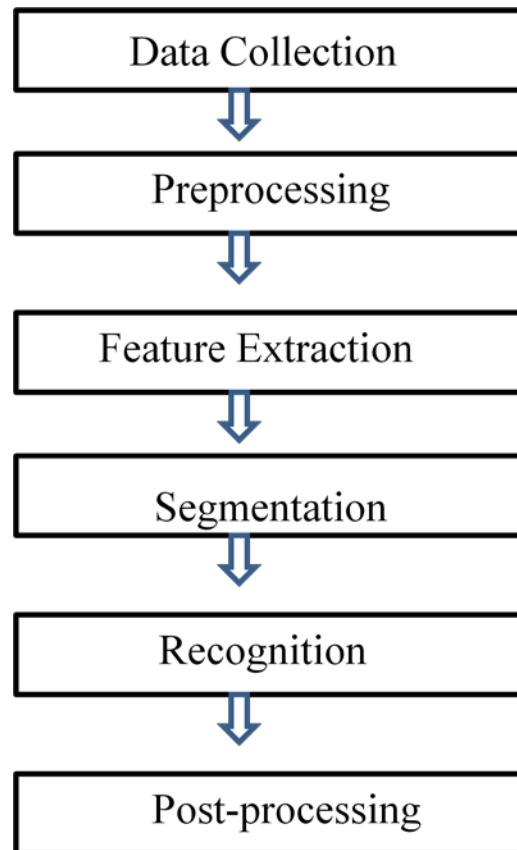 Data Collection
Preprocessing
Feature Extraction
Segmentation
Recognition
Post-processing